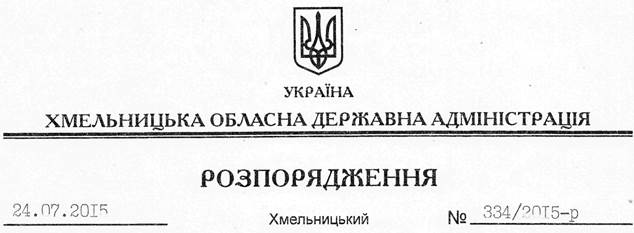 УКРАЇНА
ХМЕЛЬНИЦЬКА ОБЛАСНА ДЕРЖАВНА АДМІНІСТРАЦІЯ
РОЗПОРЯДЖЕННЯ
24.07.2015 Хмельницький № 334/2015-р